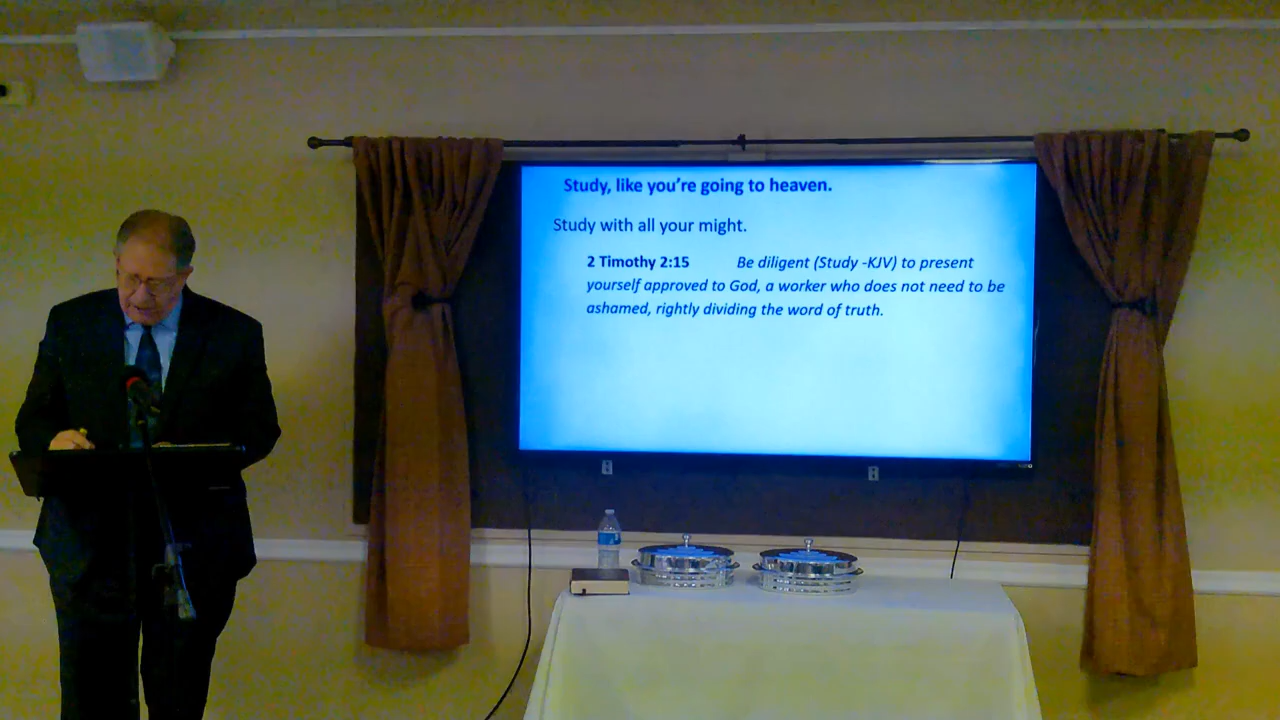 Study, like you're going to heaven.
Study with all your might.
2 Timothy 2:15 Be diligent (Study -KJV) to present
yourself approved to God, a worker who does not need to be
ashamed, rightly dividing the word of truth.